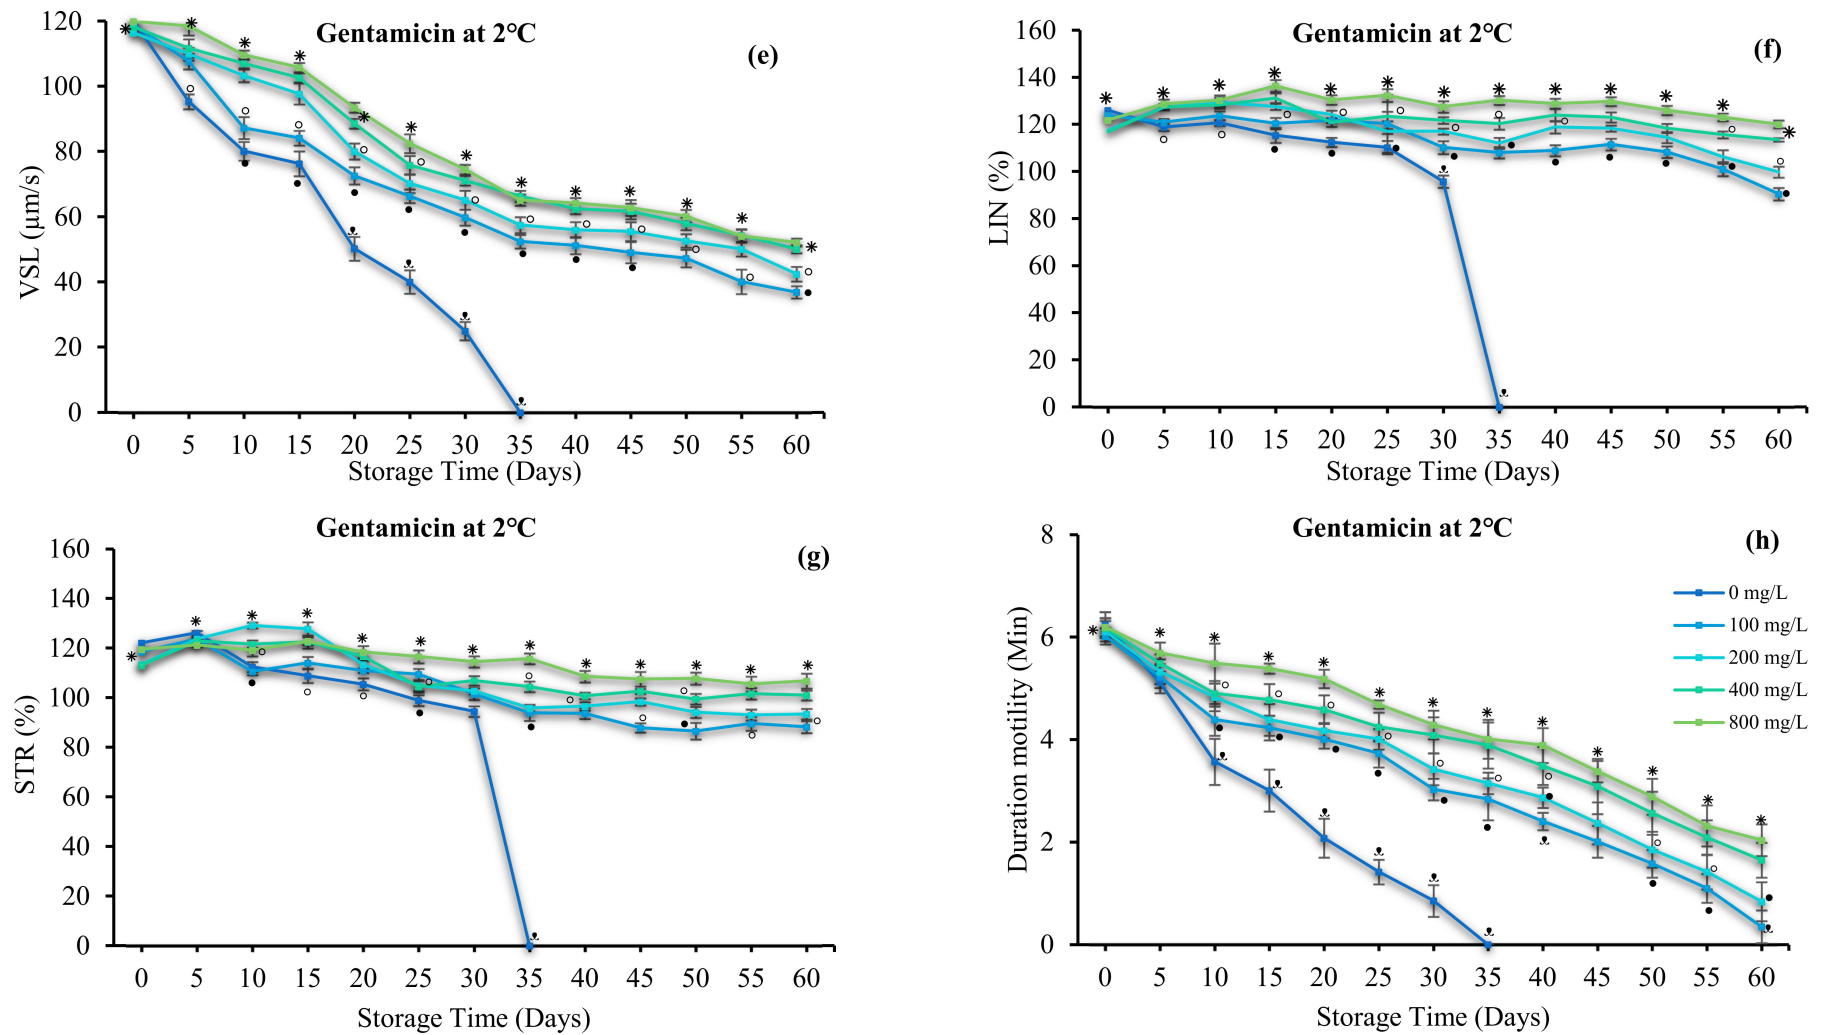 Gentamicin at 2°C
(e)
120
100
80
60
40
20
0
VSL (µm/s)
0 5 10 15 20 25 30 35 40 45 50 55 60
Storage Time (Days)
Gentamicin at 2°C
(f)
160
140
120
100
80
60
40
20
0
LIN (%)
0 5 10 15 20 25 30 35 40 45 50 55 60
Storage Time (Days)
Gentamicin at 2°C
(g)
160
140
120
100
80
60
40
20
0
STR (%)
0 5 10 15 20 25 30 35 40 45 50 55 60
Storage Time (Days)
Gentamicin at 2°C
(h)
8
6
4
2
0
Duration motility (Min)
0 mg/L
100 mg/L
200 mg/L
400 mg/L
800 mg/L
0 5 10 15 20 25 30 35 40 45 50 55 60
Storage Time (Days)